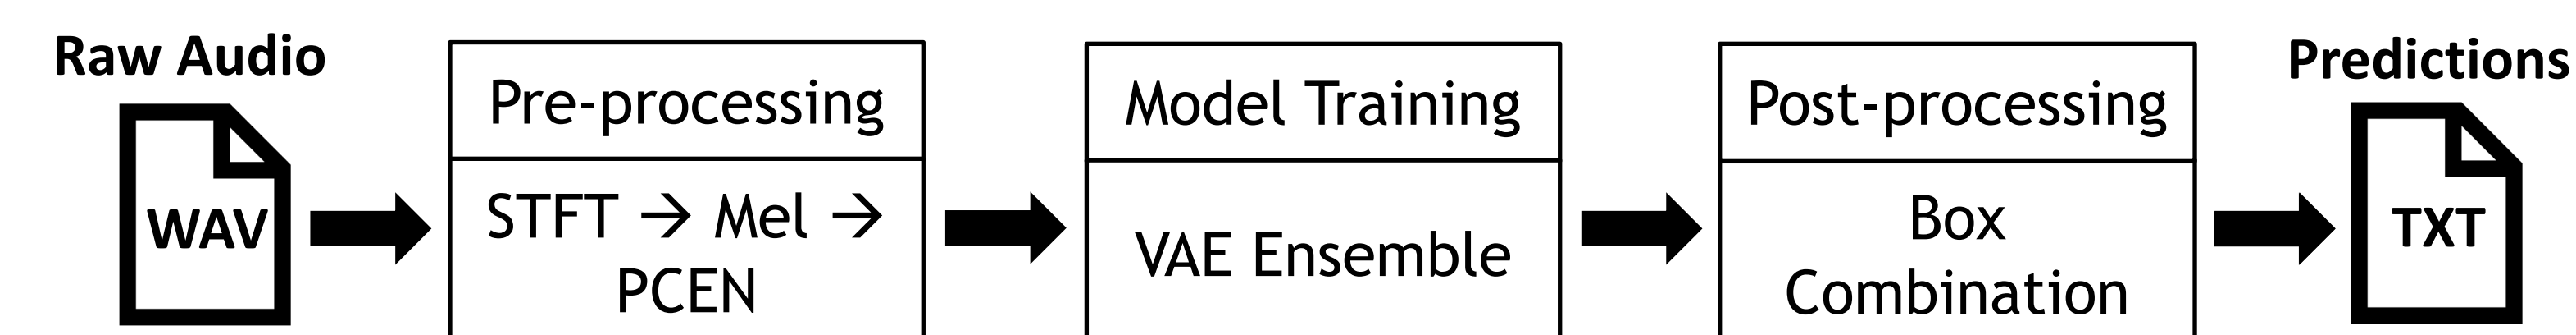 Raw Audio
WAV
Pre-processing
STFT → Mel →
PCEN
Model Training
VAE Ensemble
Post-processing
Box
Combination
Predictions
TXT